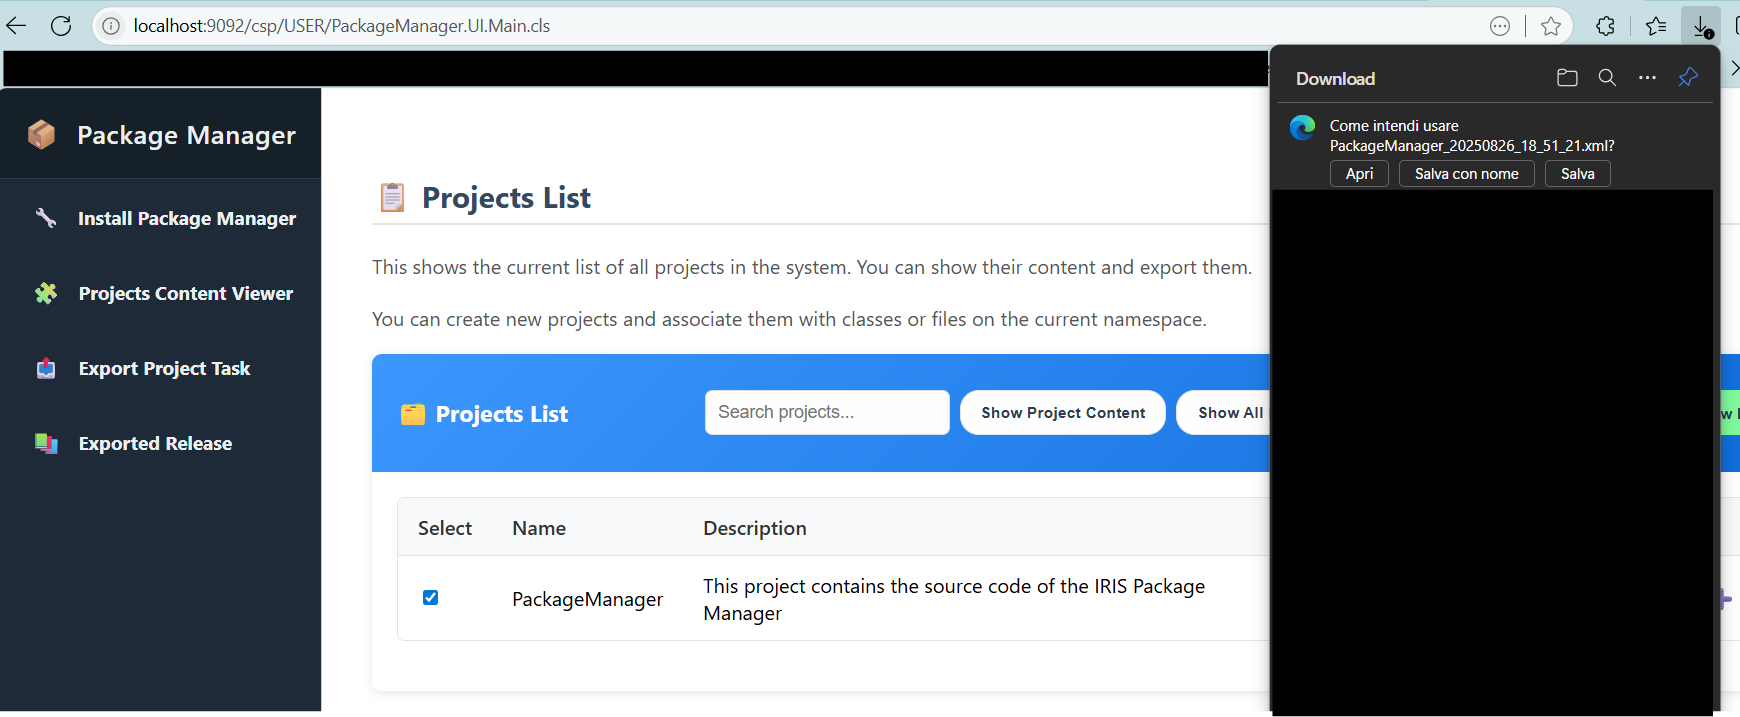 localhost:9092/csp/USER/PackageManager.UI.Main.cls
Download
Come intendi usare
PackageManager_20250826_18_51_21.xml?
Apri
Salva con nome
Salva
Package Manager
Install Package Manager
Projects Content Viewer
Export Project Task
Exported Release
Projects List
This shows the current list of all projects in the system. You can show their content and export them.
You can create new projects and associate them with classes or files on the current namespace.
Projects List
Search projects...
Show Project Content
Show All
Select Name Description
PackageManager
This project contains the source code of the IRIS Package
Manager